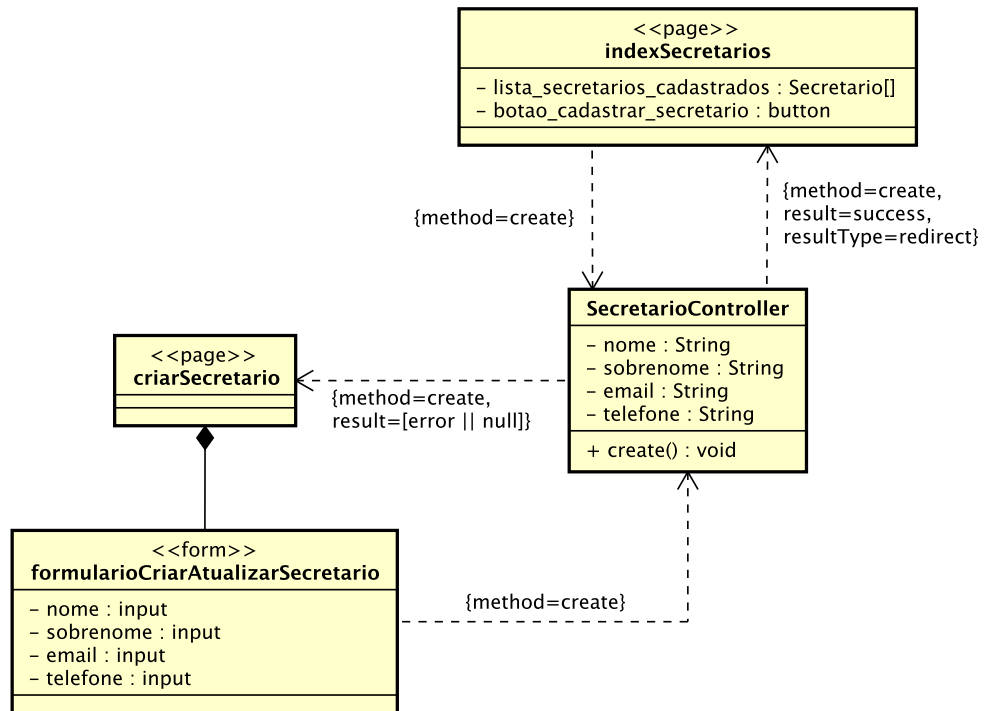 <<page>>
indexSecretarios
– lista_secretarios_cadastrados : Secretario[]
– botao_cadastrar_secretario : button
{method=create}
{method=create,
result=success,
resultType=redirect}
SecretarioController
– nome : String
– sobrenome : String
– email : String
– telefone : String
+ create() : void
<<page>>
criarSecretario
{method=create,
result=[error || null]}
<<form>>
formularioCriarAtualizarSecretario
– nome : input
– sobrenome : input
– email : input
– telefone : input
{method=create}